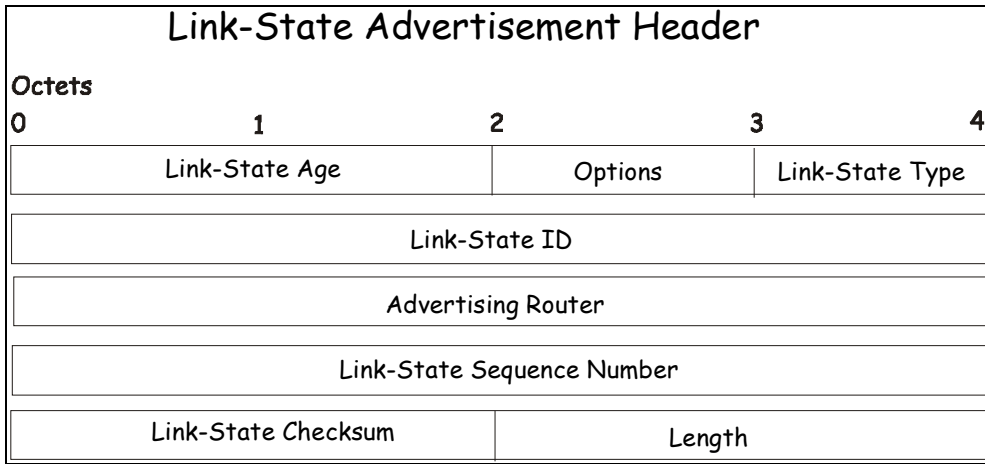 Link-State Advertisement Header
Octets
0 1 2 3 4
Link-State Age Options Link-State Type
Link-State ID
Advertising Router
Link-State Sequence Number
Link-State Checksum Length